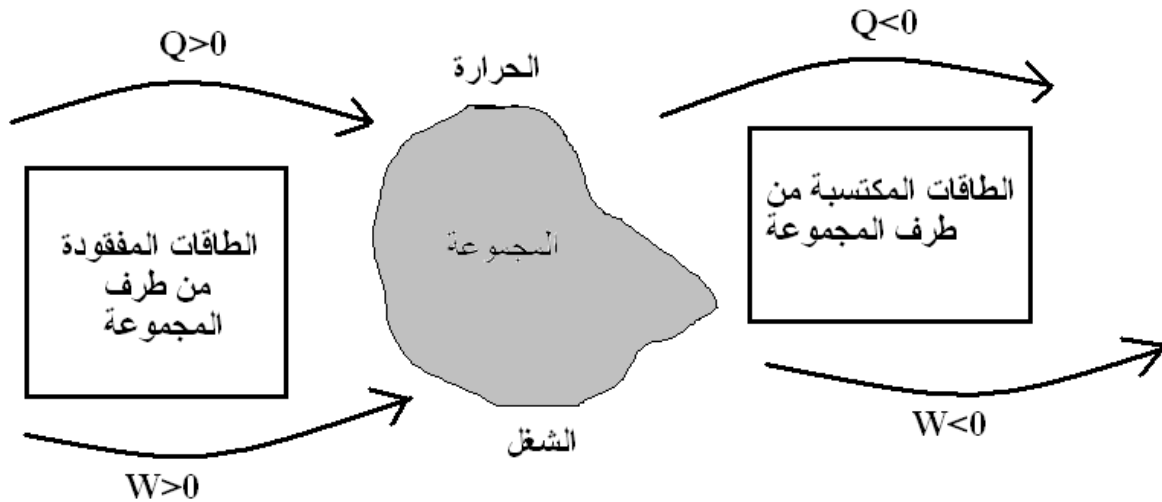 Q>0
الحرارة
Q<0
الطاقات المفقودة
من طرف
المجموعة
المجموعة
الطاقات المكتسبة من
طرف المجموعة
W>0
الشغل
W<0